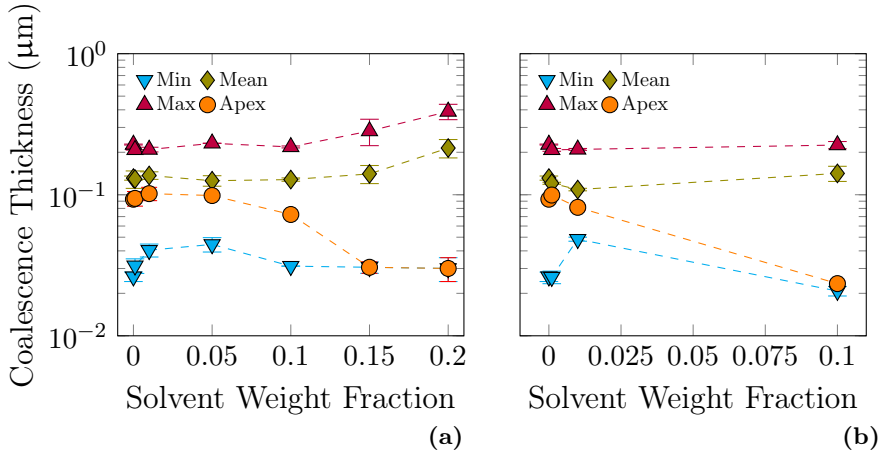 Coalescence Thickness (μm)
10^0
10^−1
10^−2
Min Mean
Max Apex
0 0.05 0.1 0.15 0.2
Solvent Weight Fraction
(a)
Min Mean
Max Apex
0 0.025 0.05 0.075 0.1
Solvent Weight Fraction
(b)